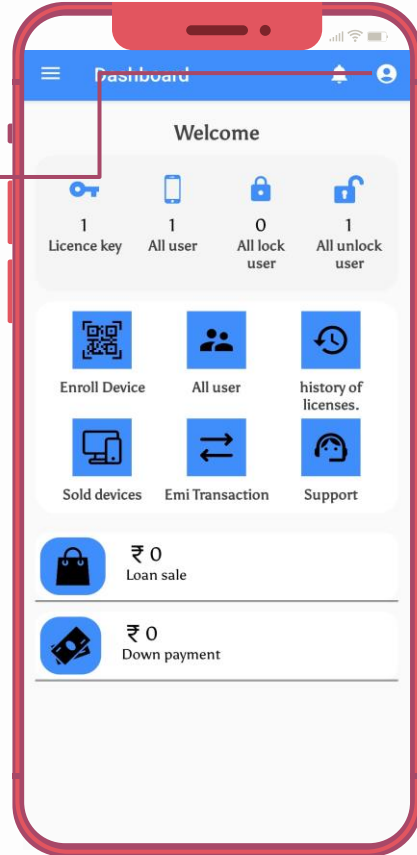 Dashboard
Welcome
1 1 0 1
Licence key All user All lock user All unlock user
Enroll Device All user history of licenses.
Sold devices Emi Transaction Support
₹ 0
Loan sale
₹ 0
Down payment